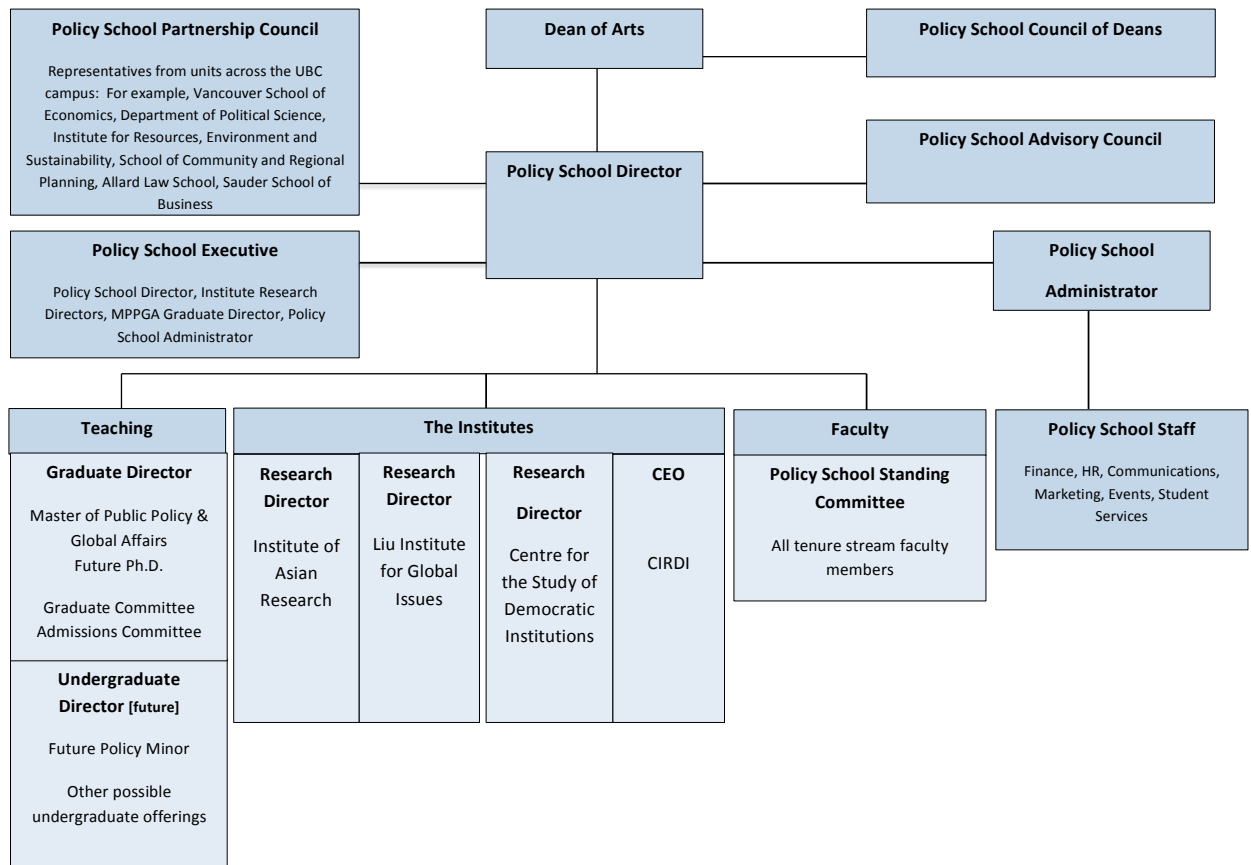 Policy School Partnership Council
Representatives from units across the UBC
campus: For example, Vancouver School of
Economics, Department of Political Science,
Institute for Resources, Environment and
Sustainability, School of Community and Regional
Planning, Allard Law School, Sauder School of
Business
Dean of Arts
Policy School Council of Deans
Policy School Advisory Council
Policy School Director
Policy School Executive
Policy School Director, Institute Research
Directors, MPPGA Graduate Director, Policy
School Administrator
Policy School
Administrator
Teaching
Graduate Director
Master of Public Policy &
Global Affairs
Future Ph.D.
Graduate Committee
Admissions Committee
Undergraduate
Director [future]
Future Policy Minor
Other possible
undergraduate offerings
The Institutes
Research
Director
Institute of
Asian
Research
Research
Director
Liu Institute
for Global
Issues
Research
Director
Centre for
the Study of
Democratic
Institutions
CEO
CIRDI
Faculty
Policy School Standing
Committee
All tenure stream faculty
members
Policy School Staff
Finance, HR, Communications,
Marketing, Events, Student
Services